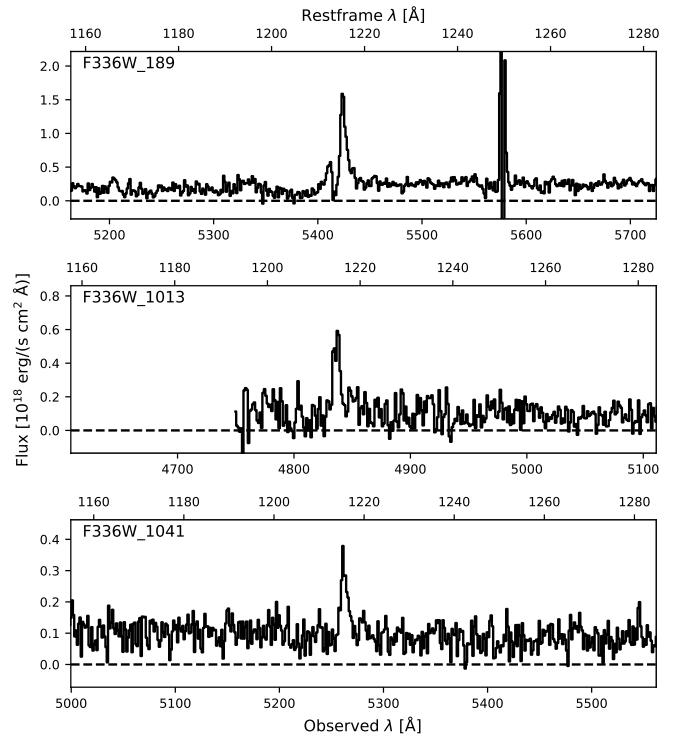 Restframe λ [Å]
1160 1180 1200 1220 1240 1260 1280
F336W_189
2.0
1.5
1.0
0.5
0.0
5200 5300 5400 5500 5600 5700
1160 1180 1200 1220 1240 1260 1280
F336W_1013
0.8
0.6
0.4
0.2
0.0
4700 4800 4900 5000 5100
Flux [10¹⁸ erg/(s cm² Å)]
1160 1180 1200 1220 1240 1260 1280
F336W_1041
0.4
0.3
0.2
0.1
0.0
5000 5100 5200 5300 5400 5500
Observed λ [Å]